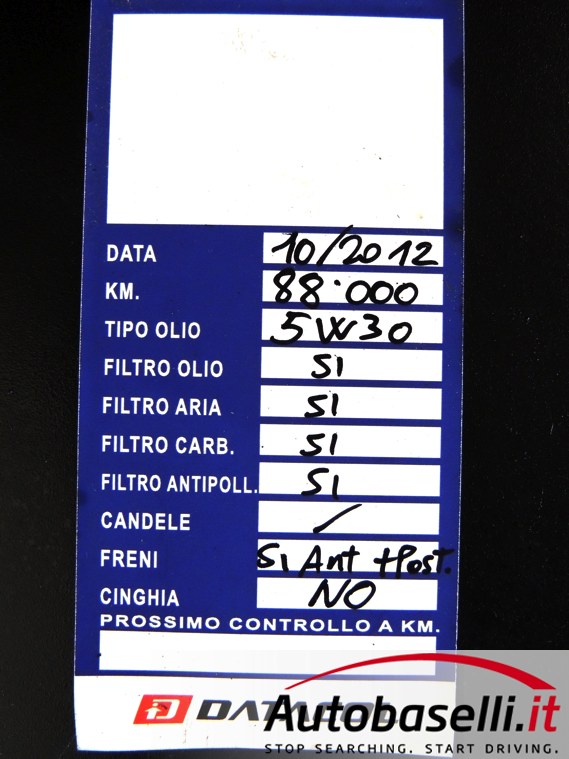 DATA 10/2012
KM. 88.000
TIPO OLIO 5W30
FILTRO OLIO SI
FILTRO ARIA SI
FILTRO CARB. SI
FILTRO ANTIPOLL. SI
CANDELE /
FRENI SI Ant + Post.
CINGHIA NO
PROSSIMO CONTROLLO A KM.
DATACOL
Autobaselli.it
STOP SEARCHING. START DRIVING.